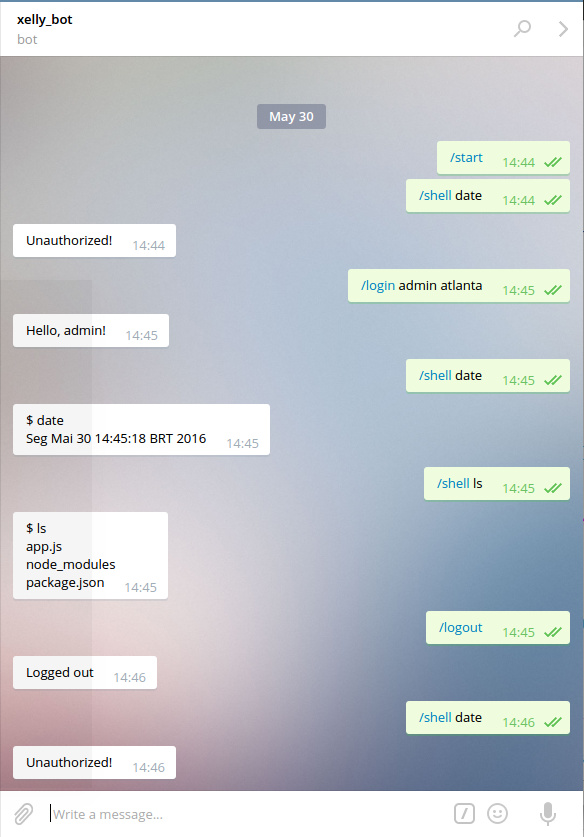 xelly_bot
bot
May 30
/start 14:44
/shell date 14:44
Unauthorized! 14:44
/login admin atlanta 14:45
Hello, admin! 14:45
/shell date 14:45
$ date
Seg Mai 30 14:45:18 BRT 2016 14:45
/shell ls 14:45
$ ls
app.js
node_modules
package.json 14:45
/logout 14:45
Logged out 14:46
/shell date 14:46
Unauthorized! 14:46
Write a message...